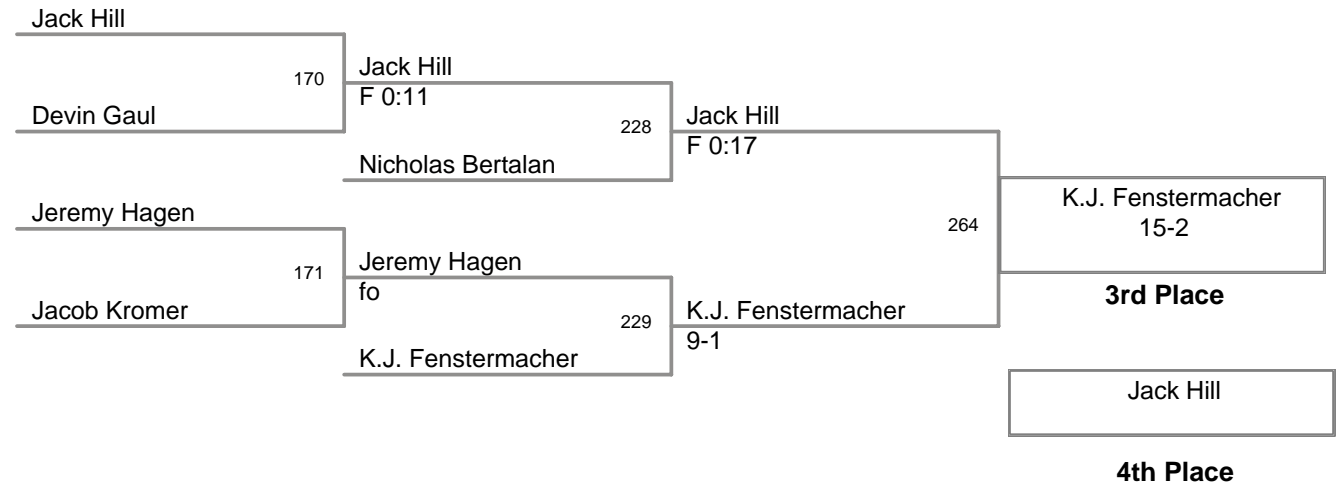 Jack Hill
170
Jack Hill
F 0:11
Devin Gaul
228
Jack Hill
F 0:17
Nicholas Bertalan
Jeremy Hagen
264
K.J. Fenstermacher
15-2
171
Jeremy Hagen
fo
3rd Place
Jacob Kromer
229
K.J. Fenstermacher
9-1
K.J. Fenstermacher
Jack Hill
4th Place